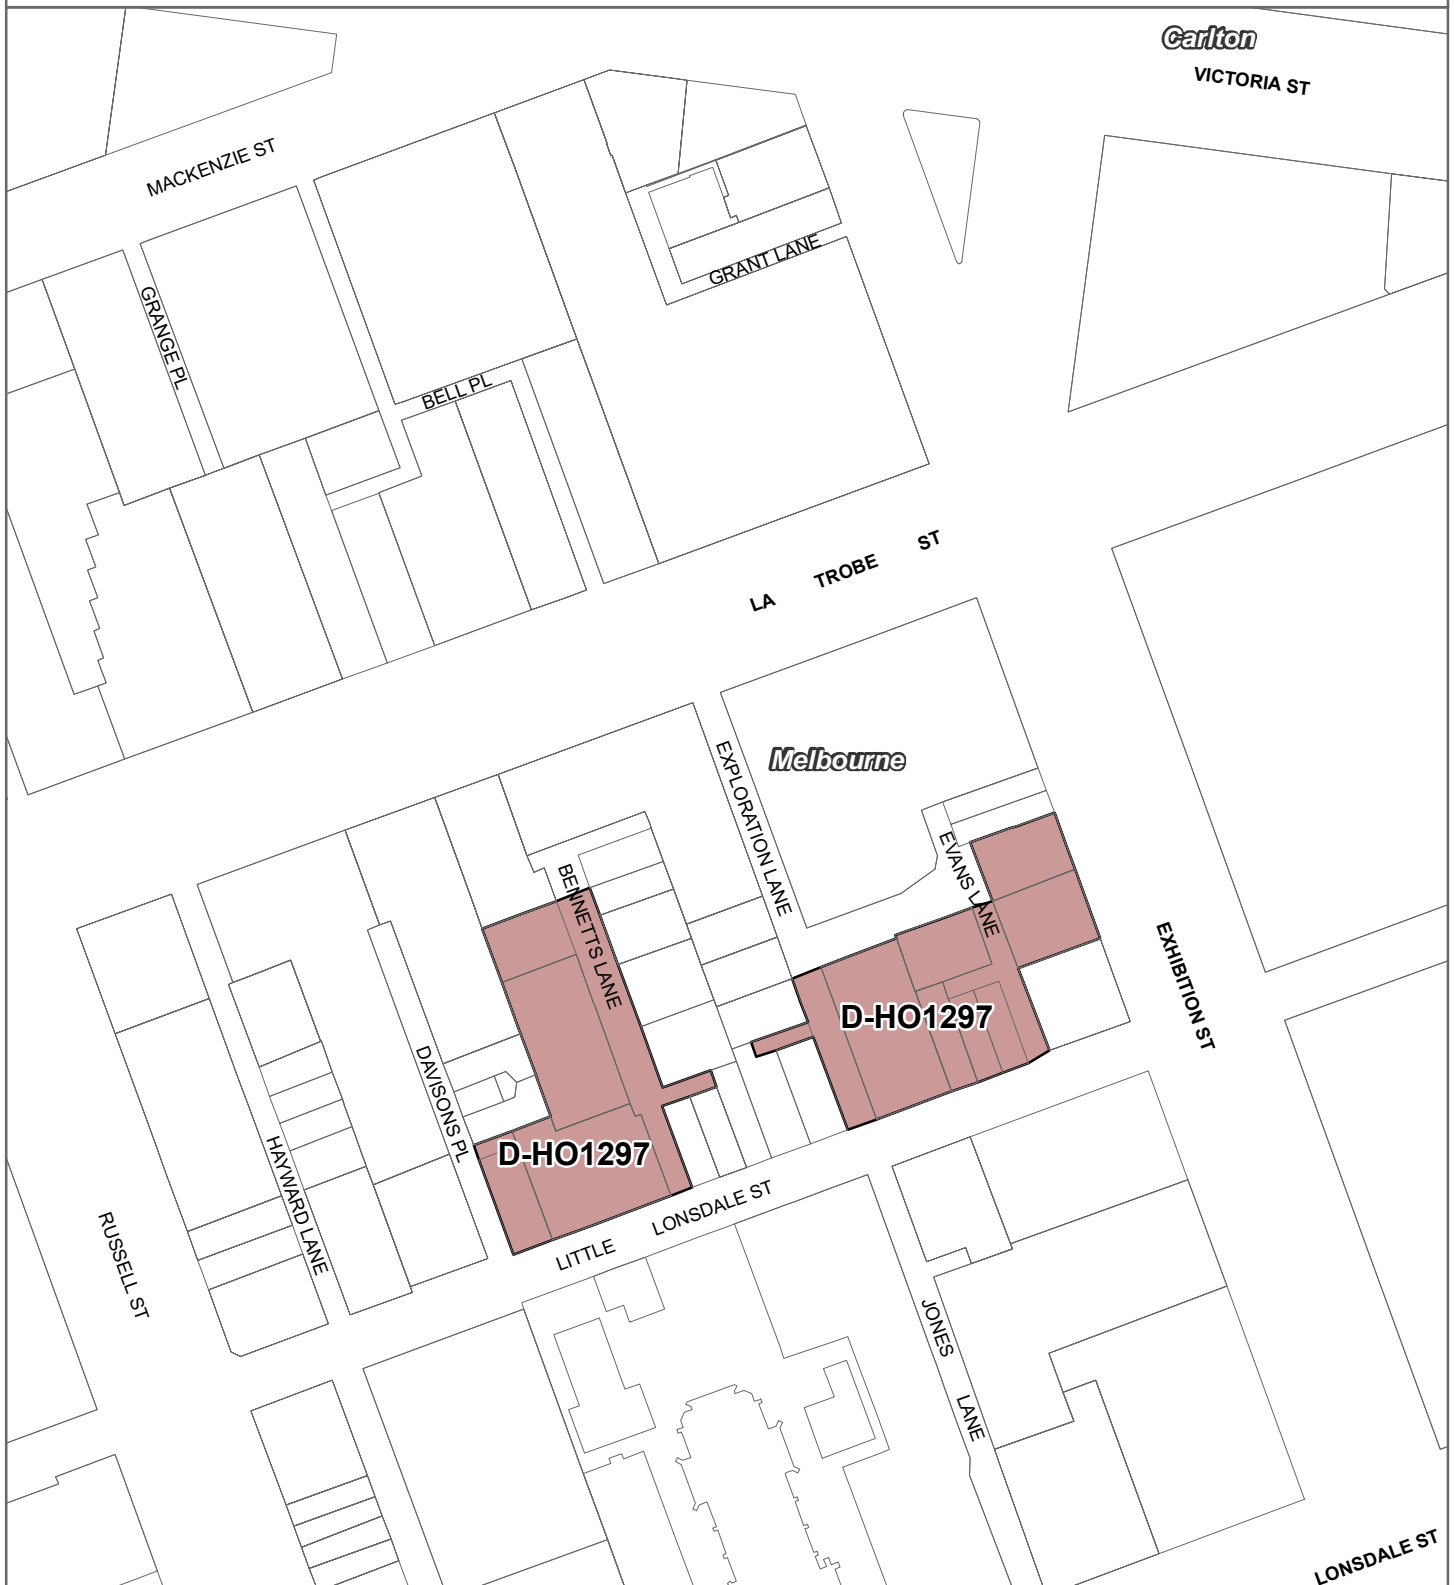 Carlton
VICTORIA ST
MACKENZIE ST
GRANT LANE
GRANGE PL
BELL PL
LA TROBE ST
Melbourne
EXPLORATION LANE
EVANS LANE
BENNETTS LANE
EXHIBITION ST
D-HO1297
DAVISONS PL
D-HO1297
HAYWARD LANE
LITTLE LONSDALE ST
RUSSELL ST
JONES LANE
LONSDALE ST